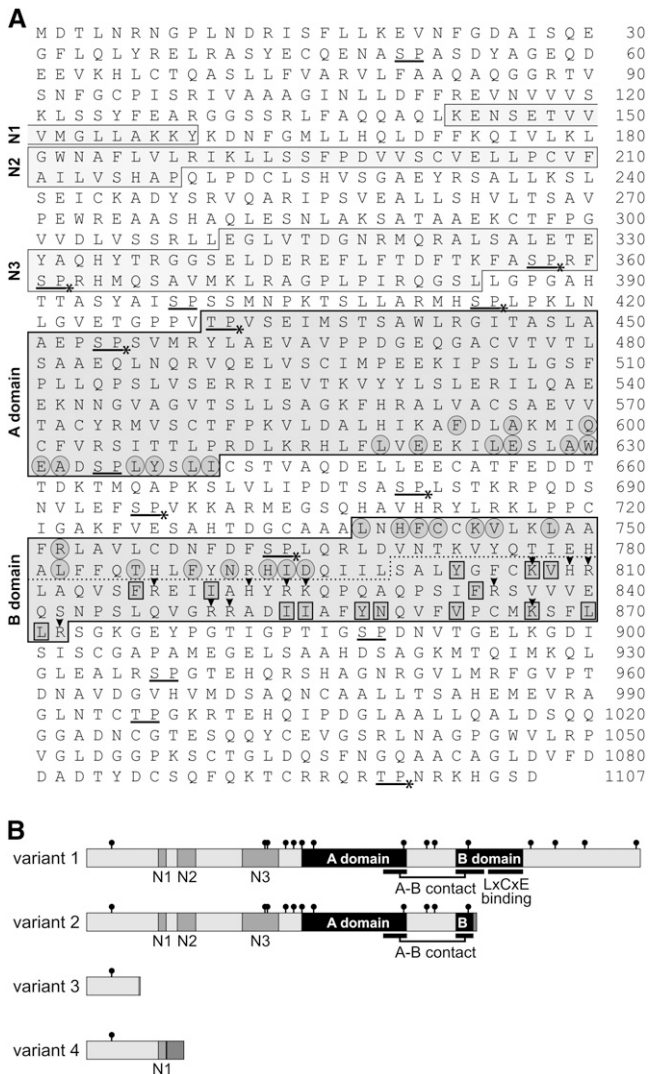 A
M D T L N R N G P L N D R I S F L L K E V N F G D A I S Q E 30
G F L Q L Y R E L R A S Y E C Q E N A S P A S D Y A G E Q D 60
E E V K H L C T Q A S L L F V A R V L F A A Q A Q G G R T V 90
S N F G C P I S R I V A A A G I N L L D F F R E V N V V V S 120
K L S S Y F E A R G G S S R L F A Q Q A Q L K E N S E T V V 150
N1 V M G L L A K K Y K D N F G M L L H Q L D F F K Q I V L K L 180
N2 G W N A F L V L R I K L L S S F P D V V S C V E L L P C V F 210
A I L V S H A P Q L P D C L S H V S G A E Y R S A L L K S L 240
S E I C K A D Y S R V Q A R I P S V E A L L S H V L T S A V 270
P E W R E A A S H A Q L E S N L A K S T A A E K C T F P G 300
V V D L V S S R L L E G L V T D G N R M Q R A L S A L E T E 330
N3 Y A Q H Y T R G G S E L D E R E F L F T D F T K F A S P * R F 360
S P * R H M Q S A V M K L R A G P L P I R Q G S L L G P G A H 390
T T A S Y A I S P S S M N P K T S L L A R M H S P * L P K L N 420
L G V E T G P P V T P * V S E I M S T S A W L R G I T A S L A 450
A domain
A E P S P * S V M R Y L A E V A V P P D G E Q G A C V T V T L 480
S A A E Q L N Q R V Q E L V S C I M P E E K I P S L L G S F 510
P L L Q P S L V S E R R I E V T K V Y Y L S L E R I L Q A E 540
E K N N G V A G V T S L L S A G K F H R A L V A C S A E V V 570
T A C Y R M V S C T F P K V L D A L H I K A F D L A K M I Q 600
C F V R S I T T L P R D L K R H L F L V E E K I L E S L A W 630
E A D S P L Y S L I C S T V A Q D E L L E E C A T F E D D T 660
T D K T M Q A P K S L V L I P D T S A S P * L S T K R P Q D S 690
N V L E F S P * V K K A R M E G S Q H A V H R Y L R K L P P C 720
I G A K F V E S A H T D G C A A A L N H F C C K V L K L A A 750
B domain
F R L A V L C D N F D F S P * L Q R L D V N T K V Y Q T I E H 780
A L F F Q T H L F Y N R H I D Q I I L S A L Y G F C K V H R 810
L A Q V S F R E I I A H Y R K Q P Q A Q P S I F R S V V V E 840
Q S N P S L Q V G R R A D I I A F Y N Q V F V P C M K S F L 870
L R S G K G E Y P G T I G P T I G S P D N V T G E L K G D I 900
S I S C G A P A M E G E L S A A H D S A G K M T Q I M K Q L 930
G L E A L R S P G T E H Q R S H A G N R G V L M R F G V P T 960
D N A V D G V H V M D S A Q N C A A L L T S A H E M E V R A 990
G L N T C T P G K R T E H Q I P D G L A A L L Q A L D S Q Q 1020
G G A D N C G T E S Q Q Y C E V G S R L N A G P G W V L R P 1050
V G L D G G P K S C T G L D Q S F N G Q A A C A G L D V F D 1080
D A D T Y D C S Q F Q K T C R R Q R T P * N R K H G S D 1107
B
variant 1 A domain B domain
N1 N2 N3 A-B contact LxCxE binding
variant 2 A domain B
N1 N2 N3 A-B contact
variant 3
variant 4
N1